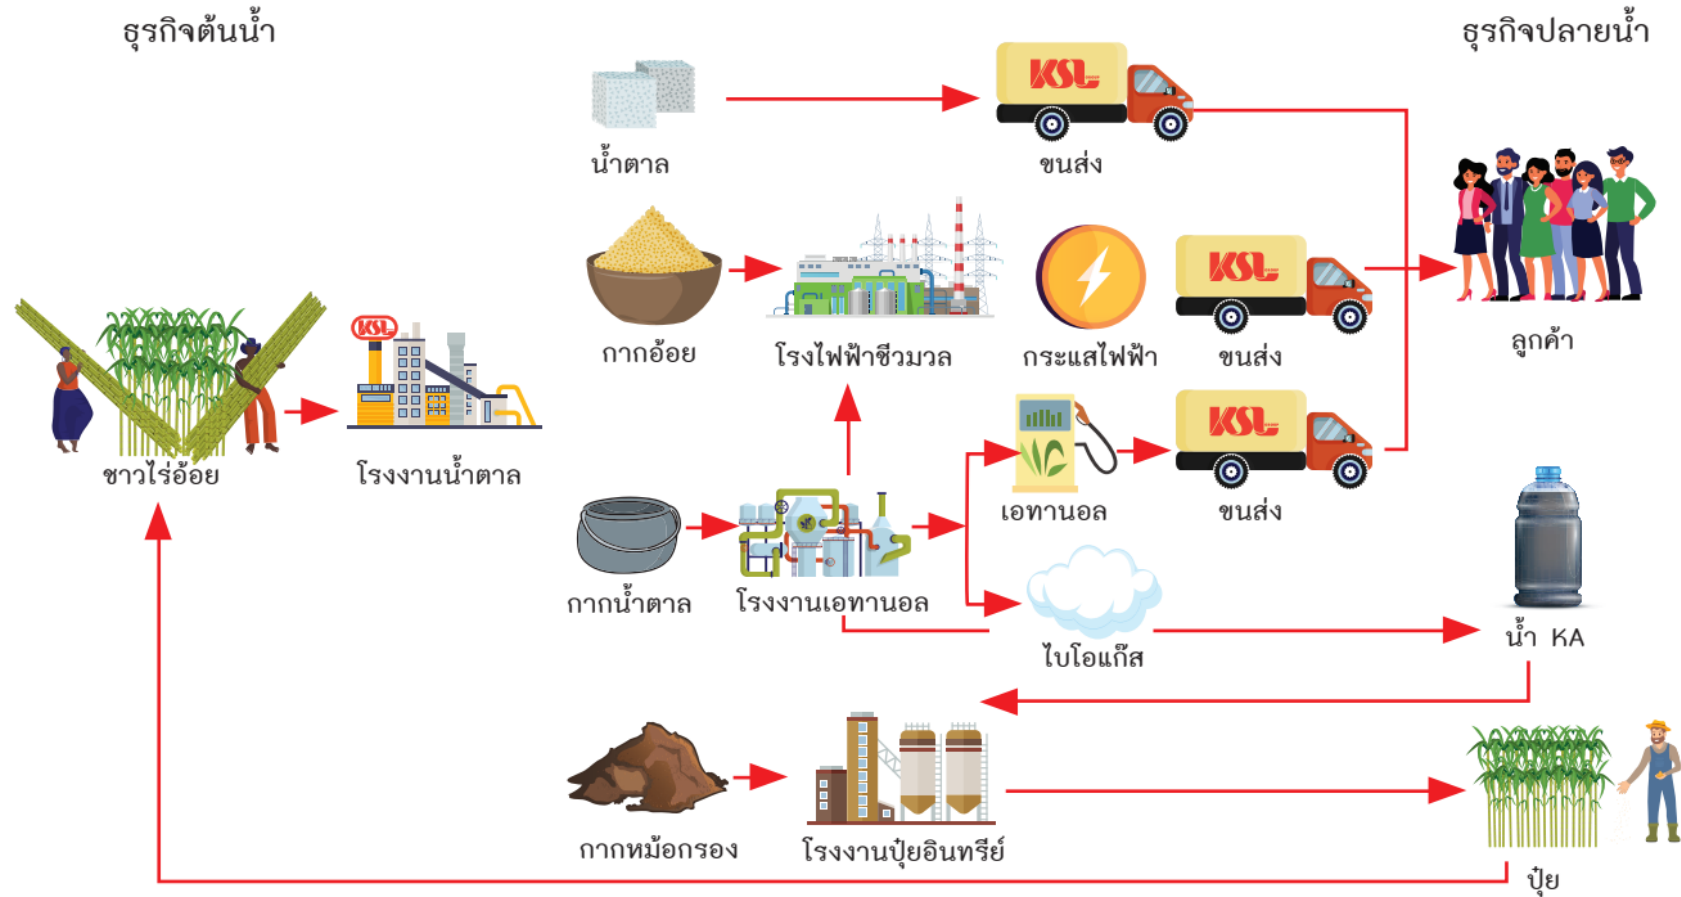 ธุรกิจต้นน้ำ
ธุรกิจปลายน้ำ
KSL
น้ำตาล
ขนส่ง
KSL
กากอ้อย
โรงไฟฟ้าชีวมวล
กระแสไฟฟ้า
ขนส่ง
ลูกค้า
KSL
ชาวไร่อ้อย
โรงงานน้ำตาล
KSL
เอทานอล
ขนส่ง
กากน้ำตาล
โรงงานเอทานอล
ไบโอแก๊ส
น้ำ KA
กากหม้อกรอง
โรงงานปุ๋ยอินทรีย์
ปุ๋ย